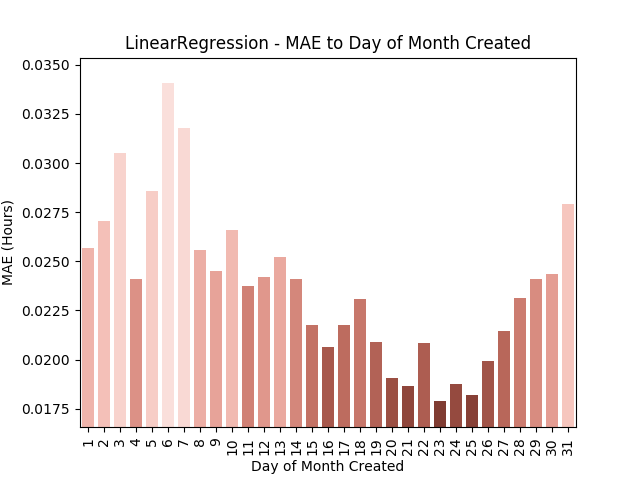 LinearRegression - MAE to Day of Month Created
0.0350
0.0325
0.0300
0.0275
0.0250
0.0225
0.0200
0.0175
MAE (Hours)
1 2 3 4 5 6 7 8 9 10 11 12 13 14 15 16 17 18 19 20 21 22 23 24 25 26 27 28 29 30 31
Day of Month Created